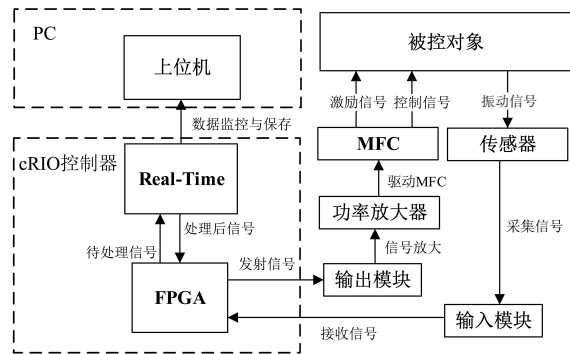 PC
上位机
数据监控与保存
cRIO控制器
Real-Time
待处理信号
处理后信号
FPGA
发射信号
接收信号
被控对象
激励信号
控制信号
振动信号
MFC
传感器
驱动MFC
功率放大器
采集信号
信号放大
输出模块
输入模块